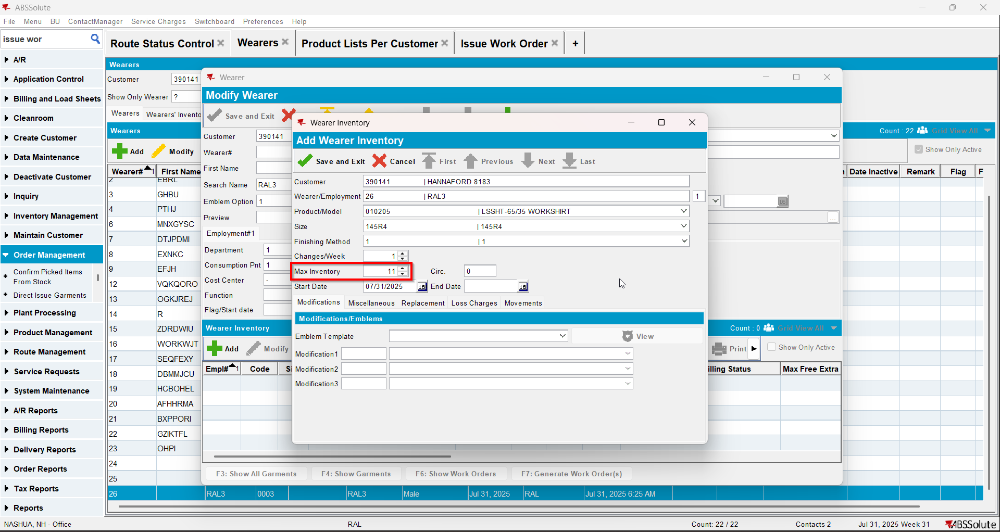 ABSSolute
File Menu BU ContactManager Service Charges Switchboard Preferences Help
issue wor
Route Status Control
Wearers
Product Lists Per Customer
Issue Work Order
+
A/R
Application Control
Billing and Load Sheets
Cleanroom
Create Customer
Data Maintenance
Deactivate Customer
Inquiry
Inventory Management
Maintain Customer
Order Management
Confirm Picked Items
From Stock
Direct Issue Garments
Plant Processing
Product Management
Route Management
Service Requests
System Maintenance
A/R Reports
Billing Reports
Delivery Reports
Order Reports
Tax Reports
Reports
Wearers
Customer 390141
Show Only Wearer ?
Wearers Wearers' Invento
Wearers
Count : 22 Grid View All
Add Modify
Show Only Active
Wearer# 1 First Name
Date Inactive Remark Flag F
2 EBRL
3 GHBU
4 PTHJ
6 MNXGYSC
7 DTJPDMI
8 EXNKC
9 EFJH
12 VQKQORO
13 OGKJREJ
14 R
15 ZDRDWIU
16 WORKWJT
17 SEQFEXY
18 DBMMJCU
19 HCBOHEL
20 AFHHRMA
21 BXPPORI
22 GZIKTFL
23 OHPI
24
25
26 RAL3 0003 RAL3 Male Jul 31, 2025 RAL Jul 31, 2025 6:25 AM
Wearer
Modify Wearer
Save and Exit
Customer 390141
Wearer#
First Name
Search Name RAL3
Emblem Option 1
Preview
...
Employment#1
Department 1
Consumption Pnt 1
Cost Center -
Function
Flag/Start date
Wearer Inventory
Count : 0 Grid View All
Add Modify
Print
Show Only Active
Empl# 1 Code Si
illing Status Max Free Extra
F3: Show All Garments F4: Show Garments F6: Show Work Orders F7: Generate Work Order(s)
Wearer Inventory
Add Wearer Inventory
Save and Exit Cancel First Previous Next Last
Customer 390141 | HANNAFORD 8183
Wearer/Employment 26 | RAL3 1
Product/Model 010205 | LSSHT-65/35 WORKSHIRT
Size 145R4 | 145R4
Finishing Method 1 | 1
Changes/Week 1
Max Inventory 11 Circ. 0
Start Date 07/31/2025 16 End Date 16
Modifications Miscellaneous Replacement Loss Charges Movements
Modifications/Emblems
Emblem Template View
Modification1
Modification2
Modification3
NASHUA, NH - Office RAL Count: 22 / 22 Contacts 2 Jul 31, 2025 Week 31 ABSSolute